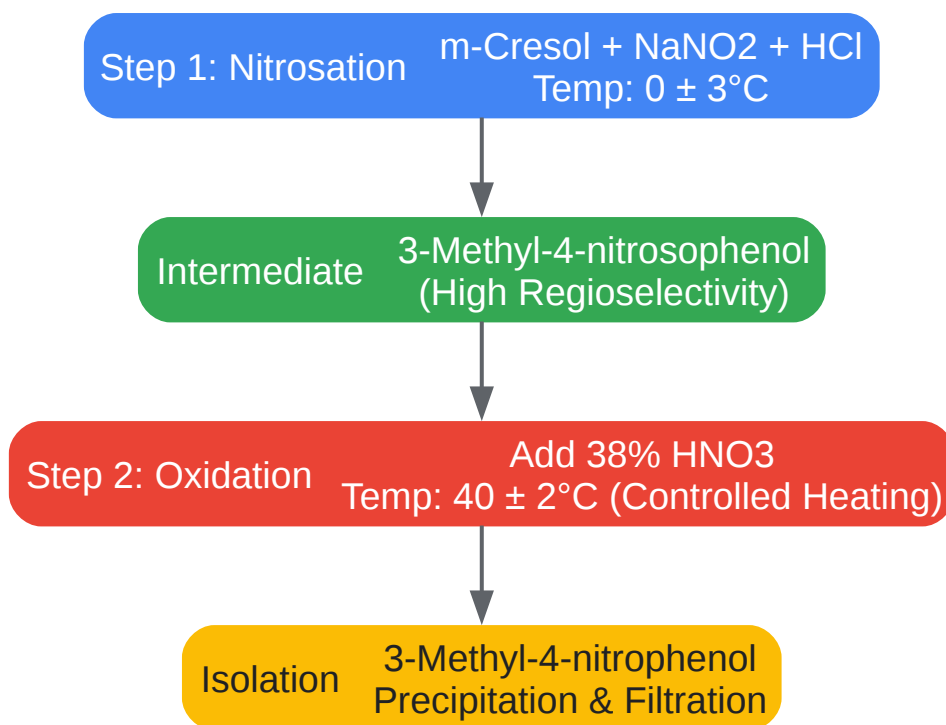 Step 1: Nitrosation
m-Cresol + NaNO2 + HCl
Temp: 0 ± 3°C
Intermediate
3-Methyl-4-nitrosophenol
(High Regioselectivity)
Step 2: Oxidation
Add 38% HNO3
Temp: 40 ± 2°C (Controlled Heating)
Isolation
3-Methyl-4-nitrophenol
Precipitation & Filtration